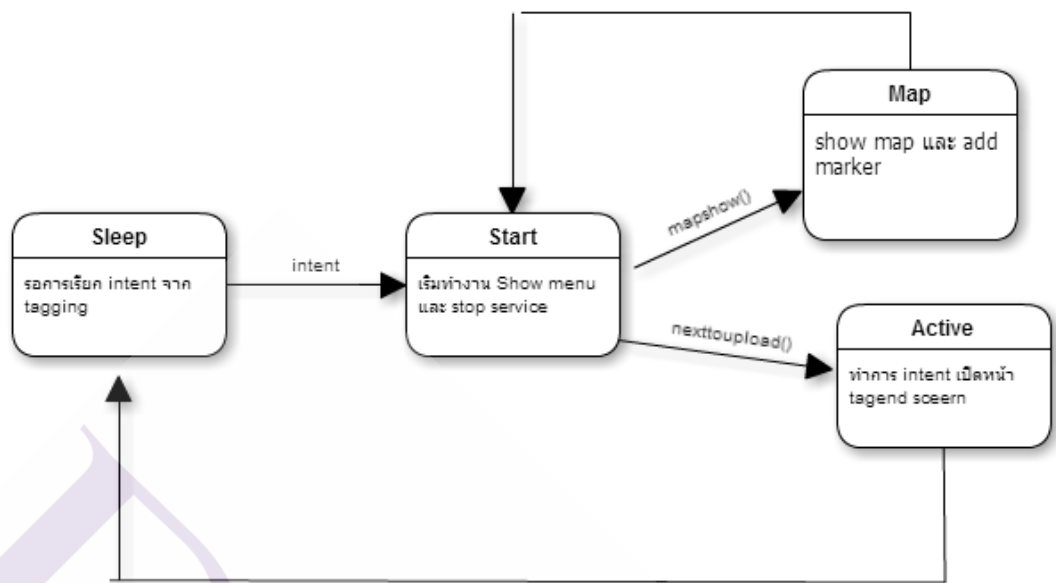 Map
show map และ add
marker
mapshow()
Sleep
รอการเรียก intent จาก
tagging
intent
Start
เริ่มทำงาน Show menu
และ stop service
nexttoupload()
Active
ทำการ intent เปิดหน้า
tagend sceern